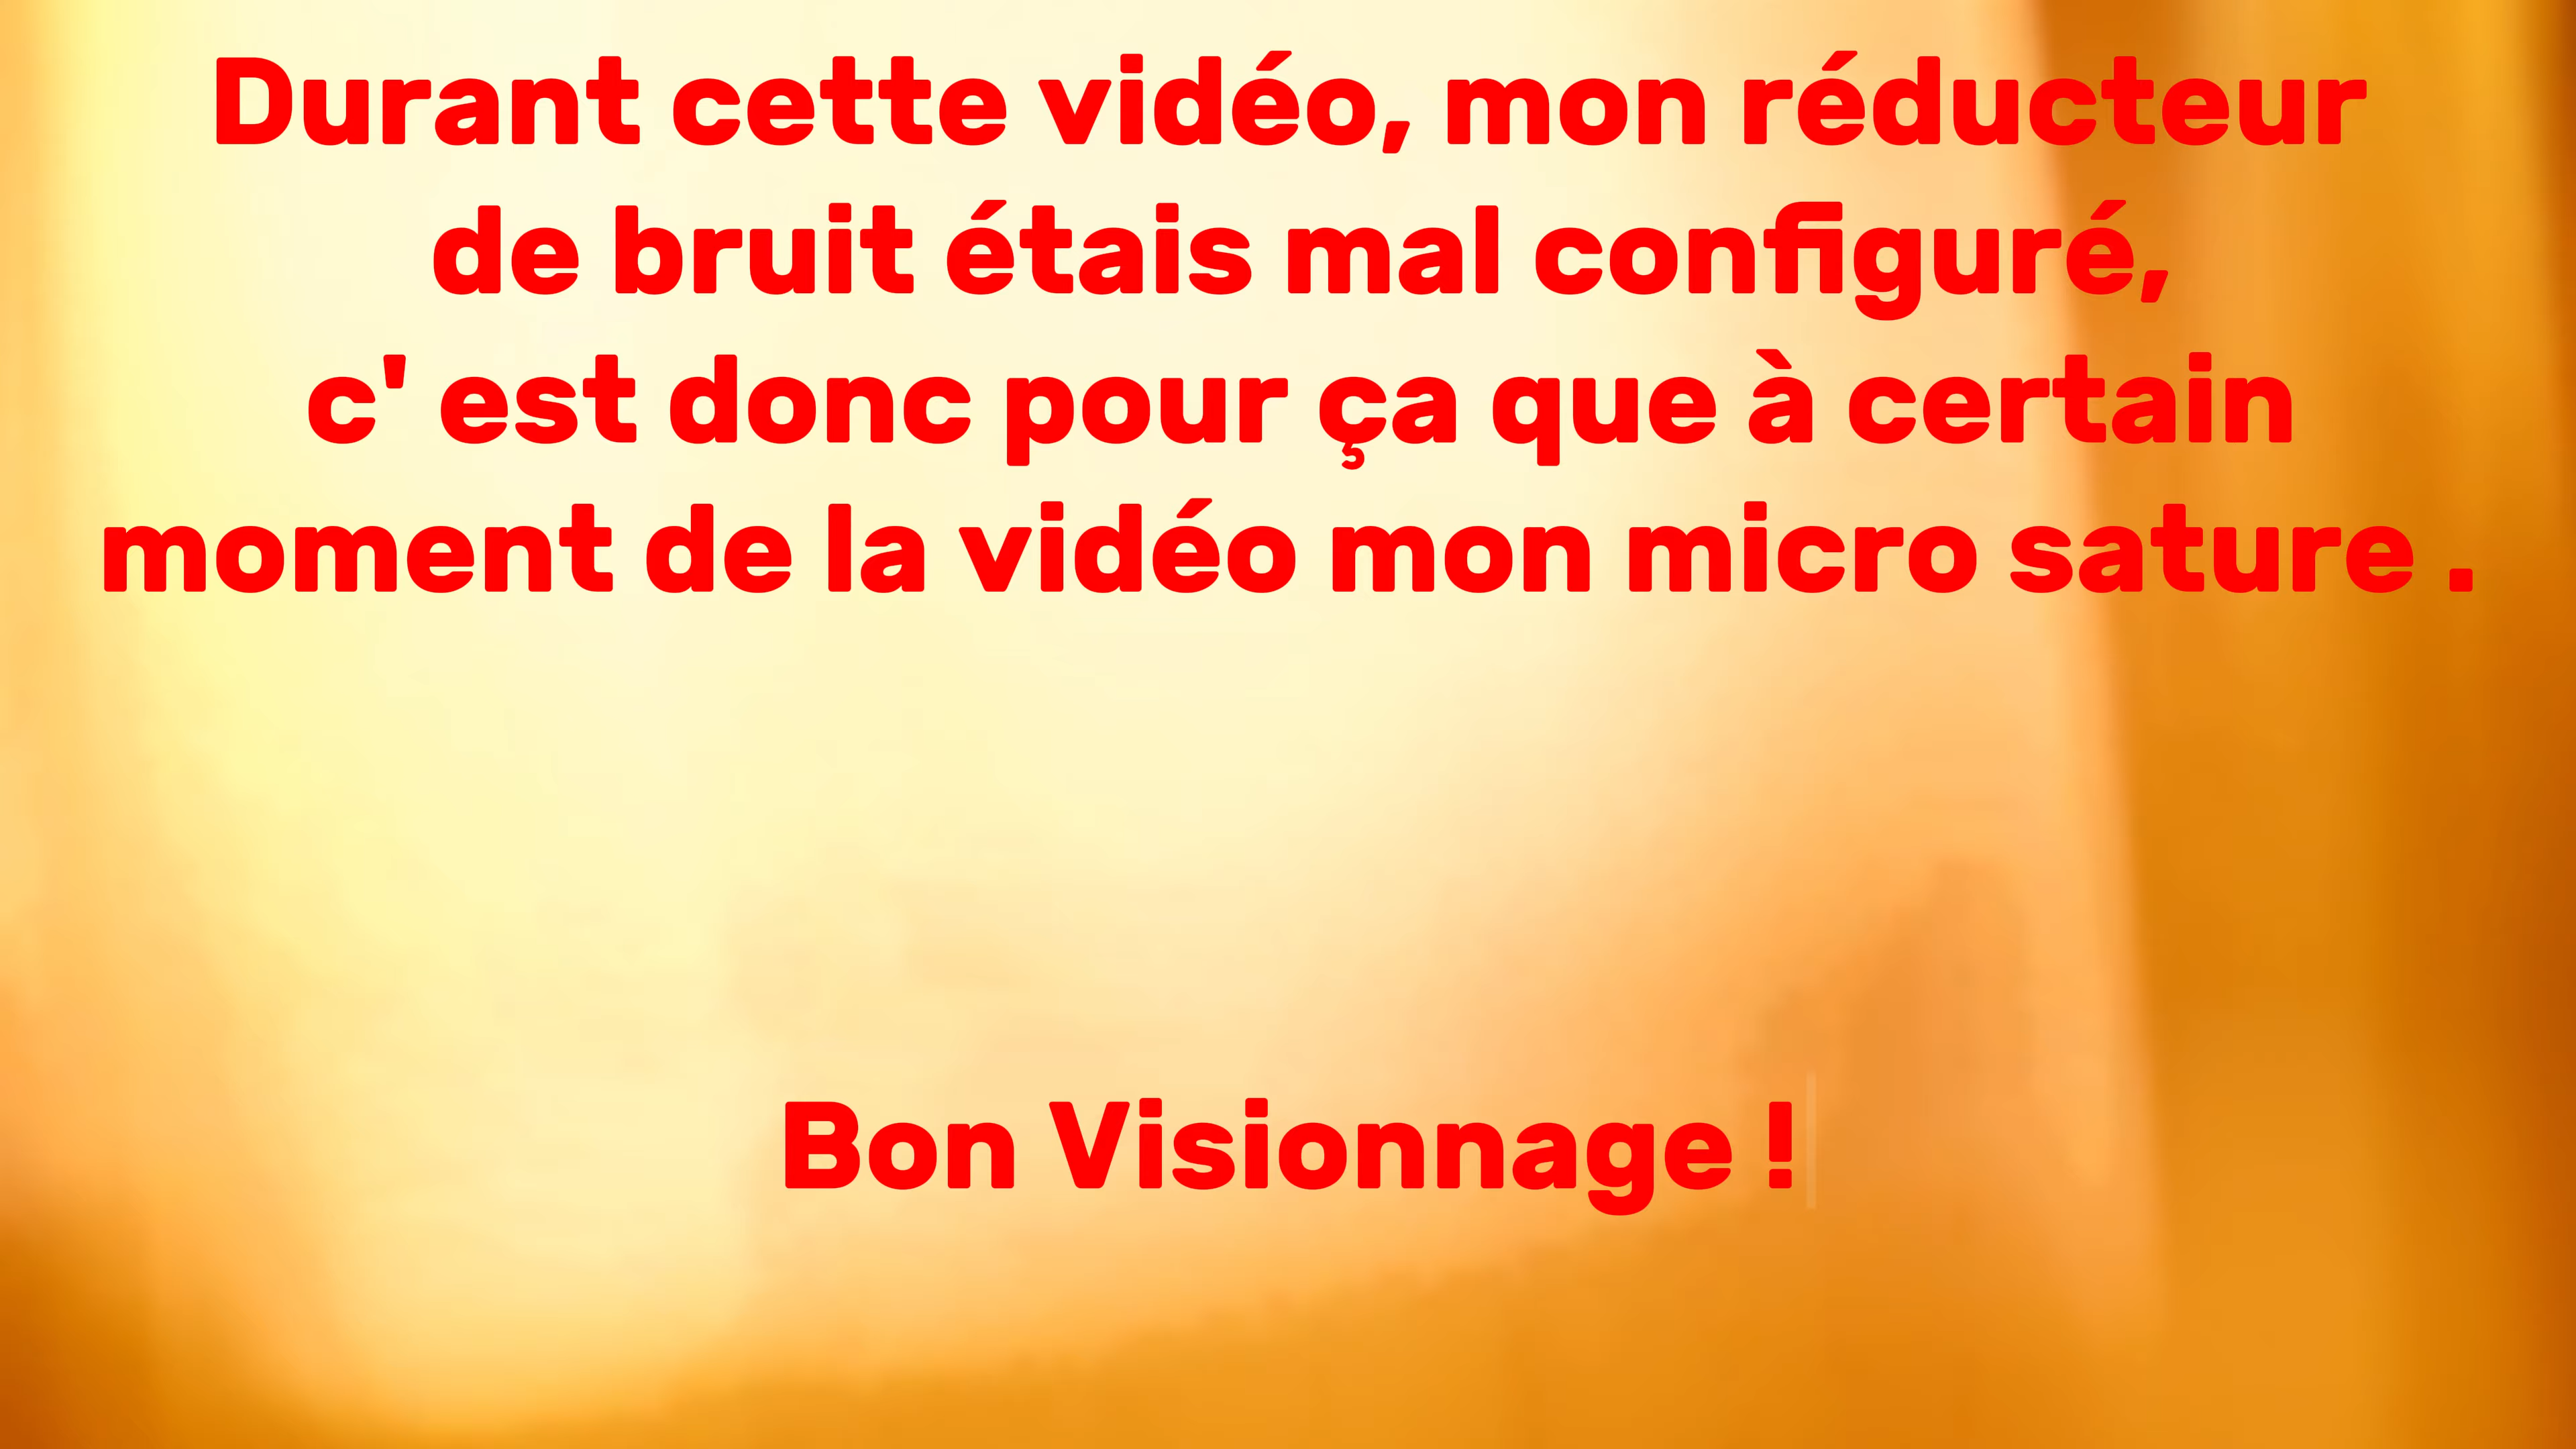 Durant cette vidéo, mon réducteur
de bruit étais mal configuré,
c' est donc pour ça que à certain
moment de la vidéo mon micro sature .
Bon Visionnage !